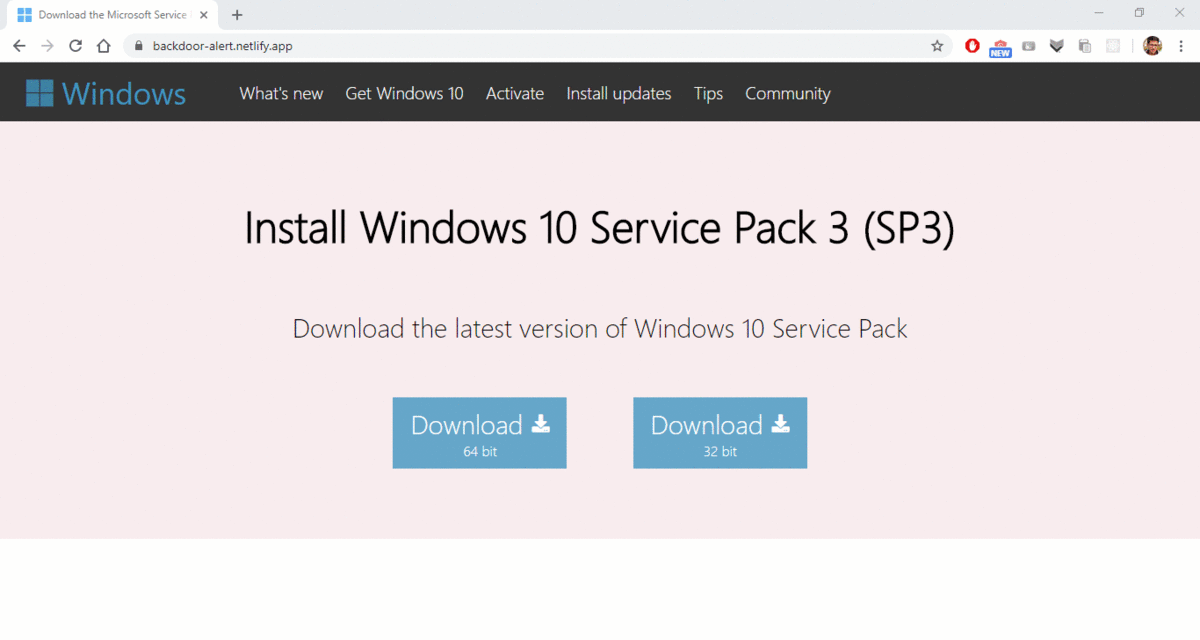 Download the Microsoft Service
backdoor-alert.netlify.app
NEW
Windows
What's new Get Windows 10 Activate Install updates Tips Community
Install Windows 10 Service Pack 3 (SP3)
Download the latest version of Windows 10 Service Pack
Download Download
64 bit 32 bit